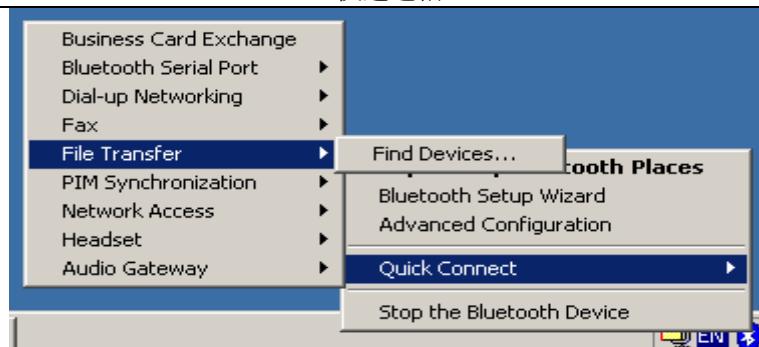 Business Card Exchange
Bluetooth Serial Port
Dial-up Networking
Fax
File Transfer
PIM Synchronization
Network Access
Headset
Audio Gateway
Find Devices...
tooth Places
Bluetooth Setup Wizard
Advanced Configuration
Quick Connect
Stop the Bluetooth Device
EN